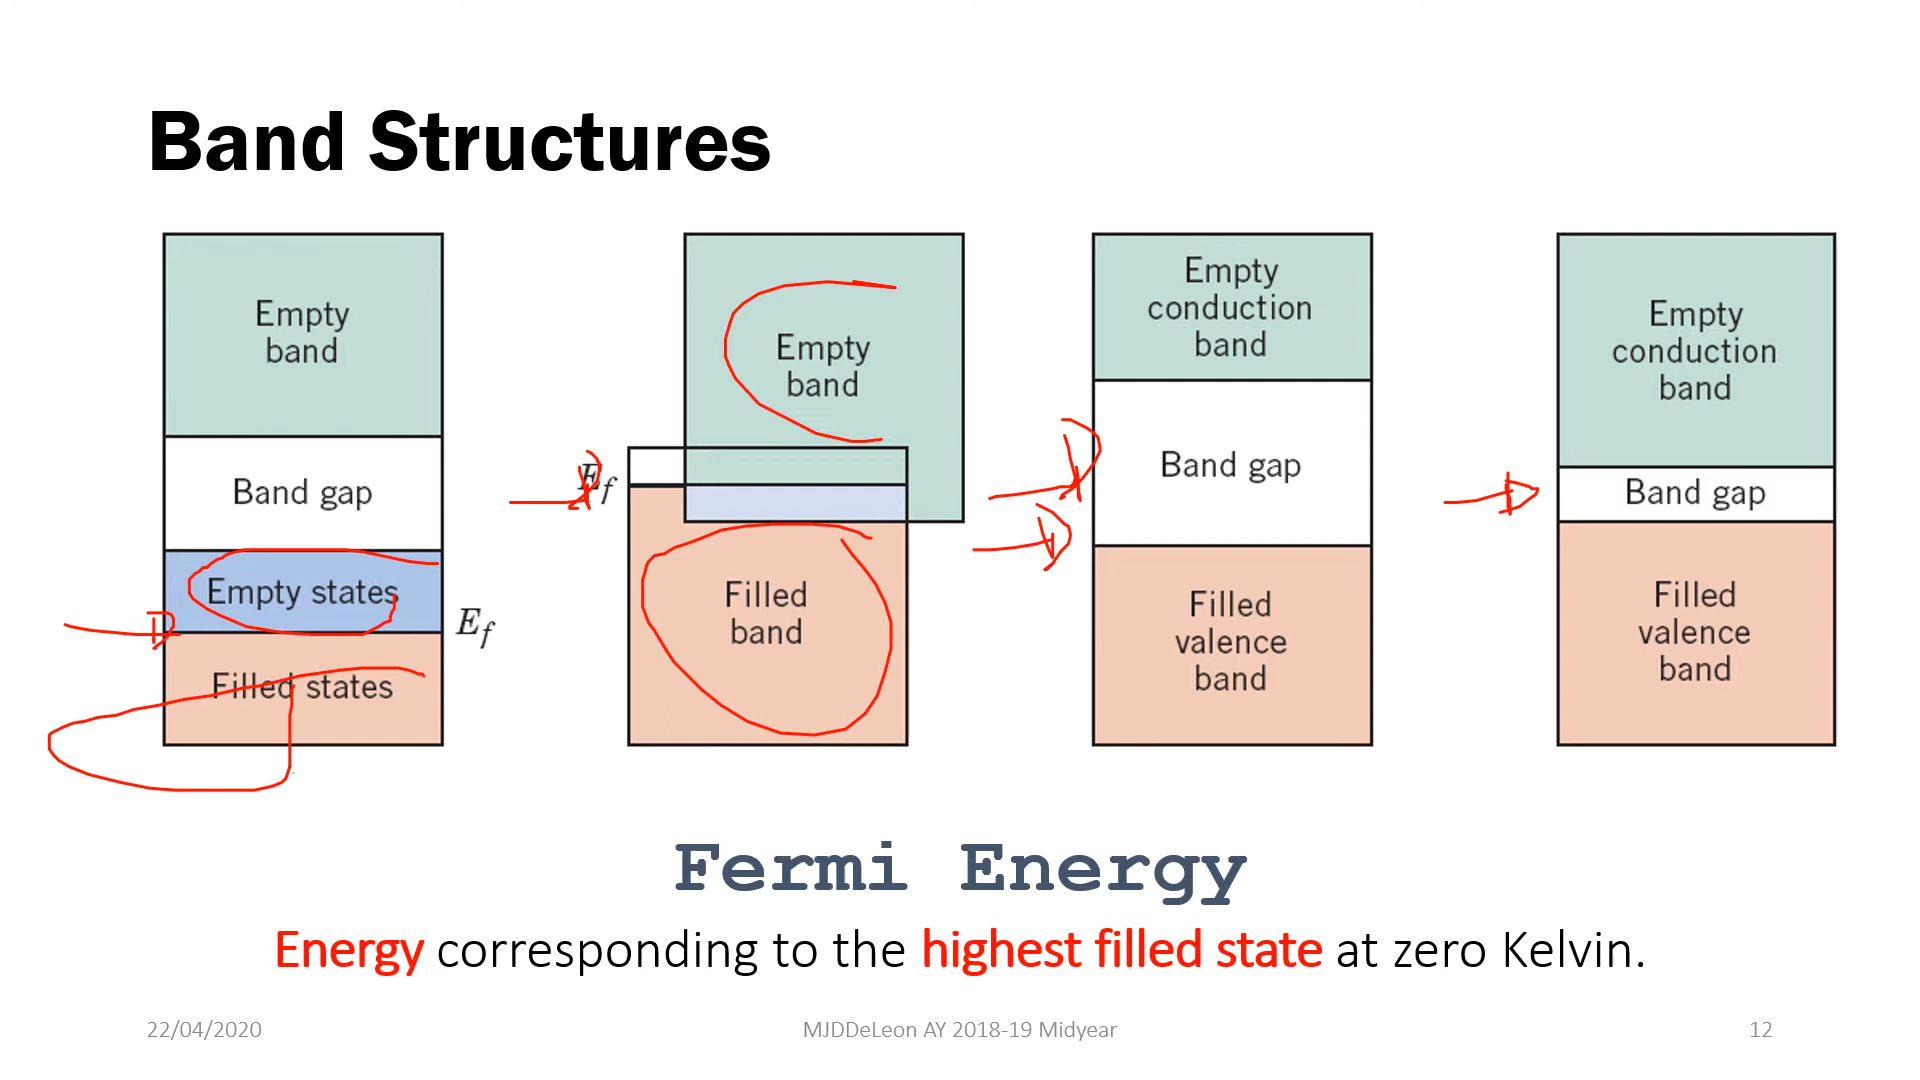 Band Structures
Empty
band
Band gap
Empty states
Filled states
E_f
Empty
band
E_f
Filled
band
Empty
conduction
band
Band gap
Filled
valence
band
Empty
conduction
band
Band gap
Filled
valence
band
Fermi Energy
Energy corresponding to the highest filled state at zero Kelvin.
22/04/2020
MJDDeLeon AY 2018-19 Midyear
12